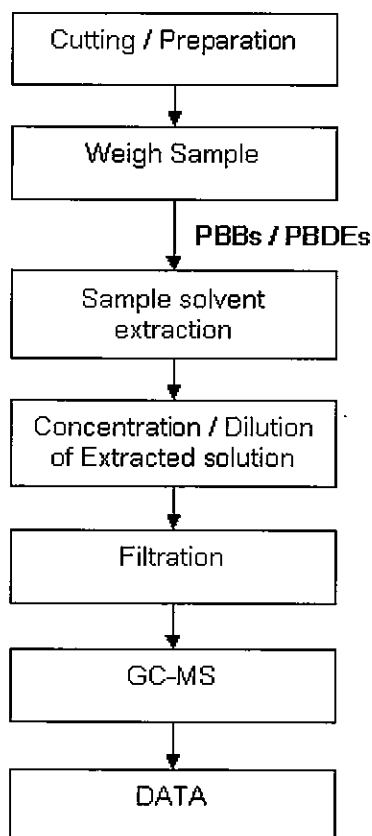 Cutting / Preparation
Weigh Sample
PBBs / PBDEs
Sample solvent
extraction
Concentration / Dilution
of Extracted solution
Filtration
GC-MS
DATA